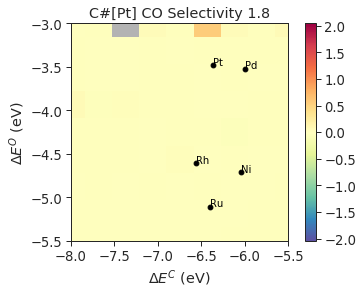 C#[Pt] CO Selectivity 1.8
−3.0
−3.5
−4.0
−4.5
−5.0
−5.5
ΔE^O (eV)
Pt
Pd
Rh
Ni
Ru
−8.0 −7.5 −7.0 −6.5 −6.0 −5.5
ΔE^C (eV)
2.0
1.5
1.0
0.5
0.0
−0.5
−1.0
−1.5
−2.0